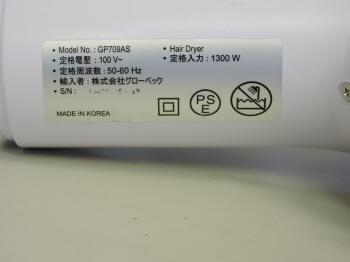 • Model No. : GP709AS
• 定格電壓 : 100 V~
• 定格周波數 : 50-60 Hz
• 輸入者 : 株式会社グローベック
• S/N :
• Hair Dryer
• 定格入力 : 1300 W
PS
E
MADE IN KOREA